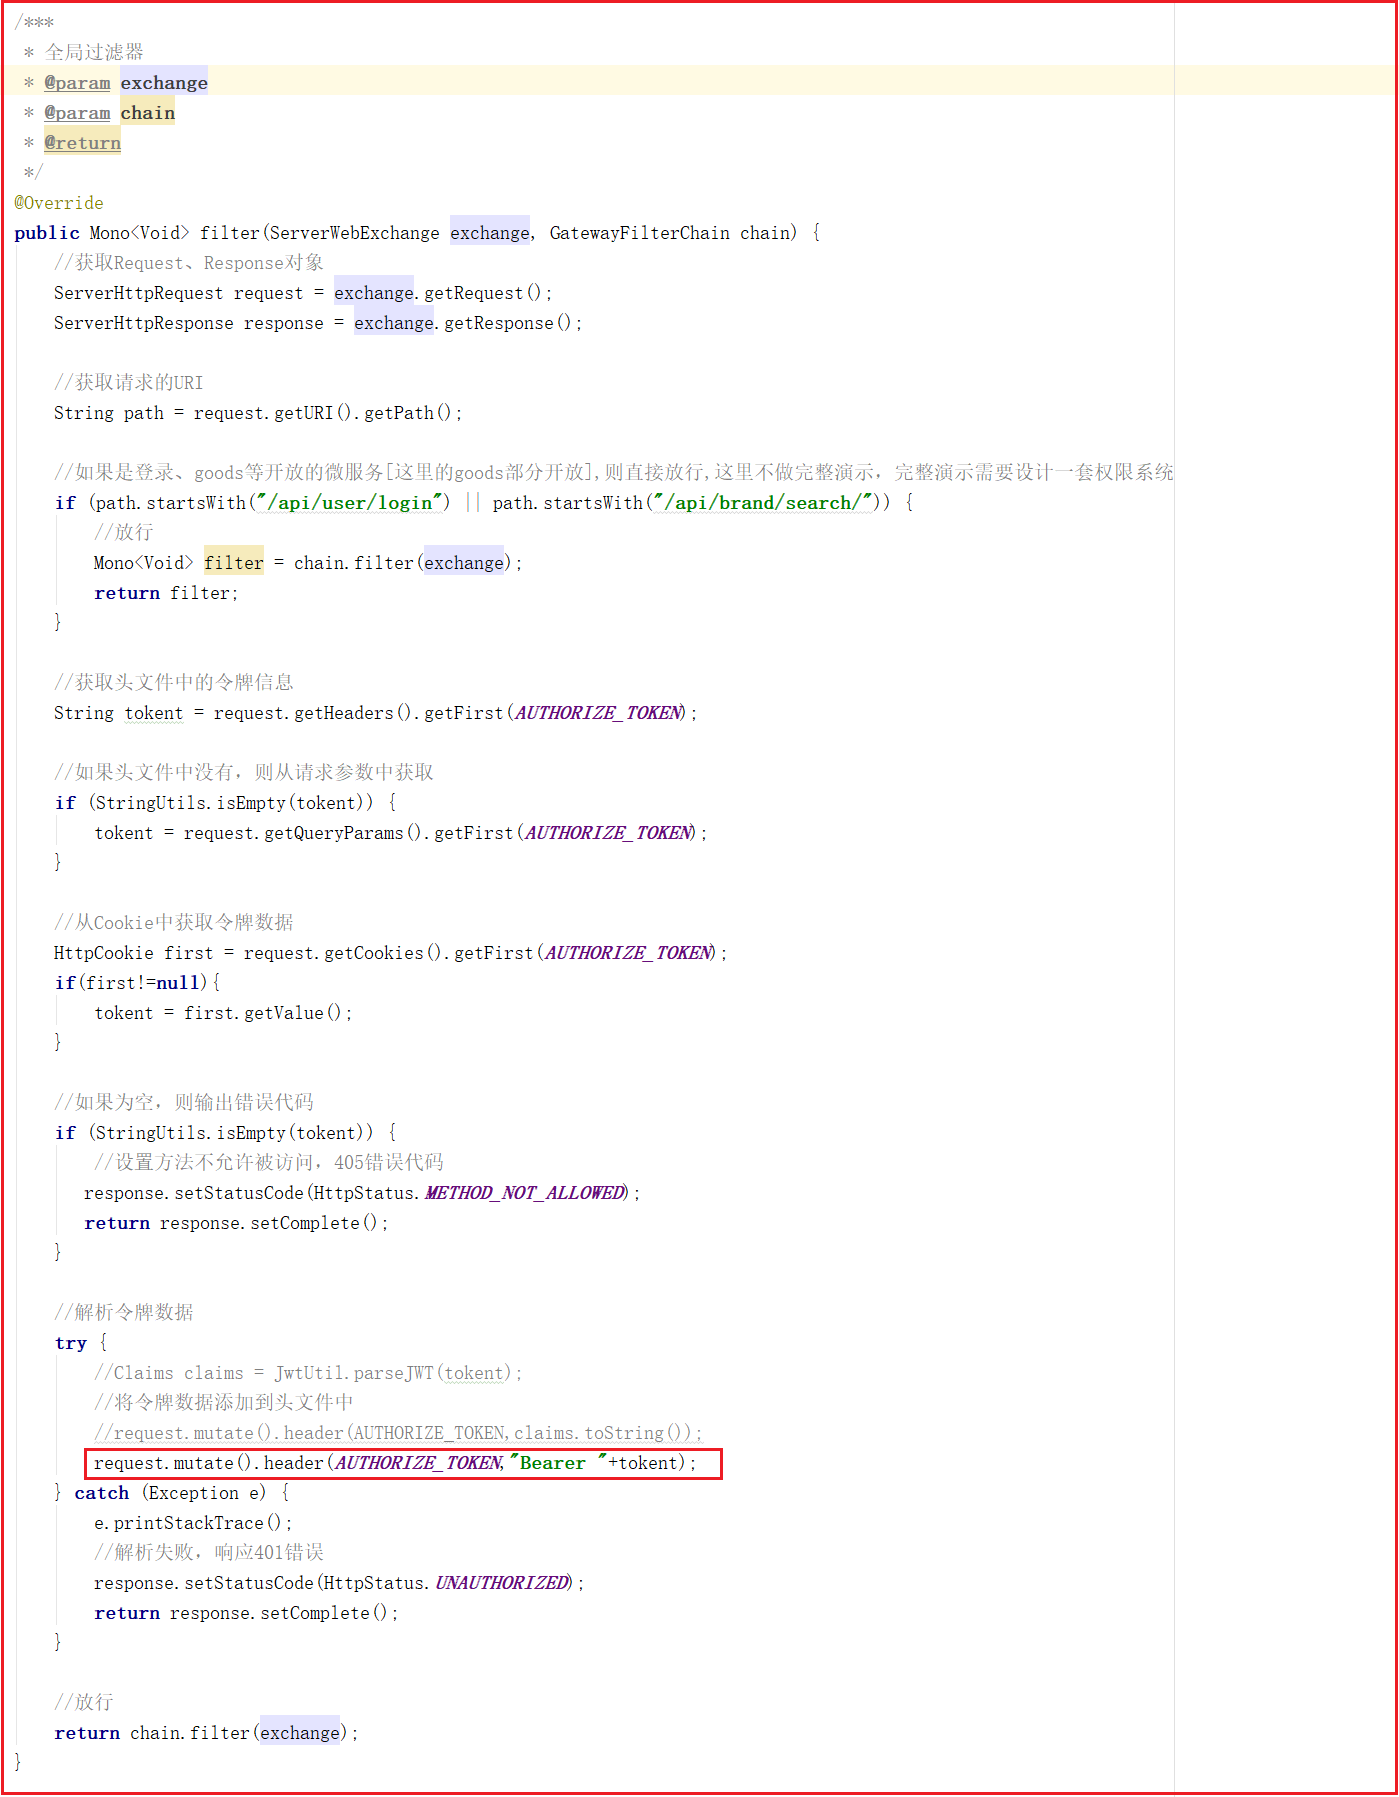 /***
 * 全局过滤器
 * @param exchange
 * @param chain
 * @return
 */
@Override
public Mono<Void> filter(ServerWebExchange exchange, GatewayFilterChain chain) {
    //获取Request、Response对象
    ServerHttpRequest request = exchange.getRequest();
    ServerHttpResponse response = exchange.getResponse();

    //获取请求的URI
    String path = request.getURI().getPath();

    //如果是登录、goods等开放的微服务[这里的goods部分开放],则直接放行,这里不做完整演示，完整演示需要设计一套权限系统
    if (path.startsWith("/api/user/login") || path.startsWith("/api/brand/search/")) {
        //放行
        Mono<Void> filter = chain.filter(exchange);
        return filter;
    }

    //获取头文件中的令牌信息
    String tokent = request.getHeaders().getFirst(AUTHORIZE_TOKEN);

    //如果头文件中没有，则从请求参数中获取
    if (StringUtils.isEmpty(tokent)) {
        tokent = request.getQueryParams().getFirst(AUTHORIZE_TOKEN);
    }

    //从Cookie中获取令牌数据
    HttpCookie first = request.getCookies().getFirst(AUTHORIZE_TOKEN);
    if(first!=null){
        tokent = first.getValue();
    }

    //如果为空，则输出错误代码
    if (StringUtils.isEmpty(tokent)) {
        //设置方法不允许被访问，405错误代码
       response.setStatusCode(HttpStatus.METHOD_NOT_ALLOWED);
       return response.setComplete();
    }

    //解析令牌数据
    try {
        //Claims claims = JwtUtil.parseJWT(tokent);
        //将令牌数据添加到头文件中
        //request.mutate().header(AUTHORIZE_TOKEN,claims.toString());
        request.mutate().header(AUTHORIZE_TOKEN,"Bearer "+tokent);
    } catch (Exception e) {
        e.printStackTrace();
        //解析失败，响应401错误
        response.setStatusCode(HttpStatus.UNAUTHORIZED);
        return response.setComplete();
    }

    //放行
    return chain.filter(exchange);
}